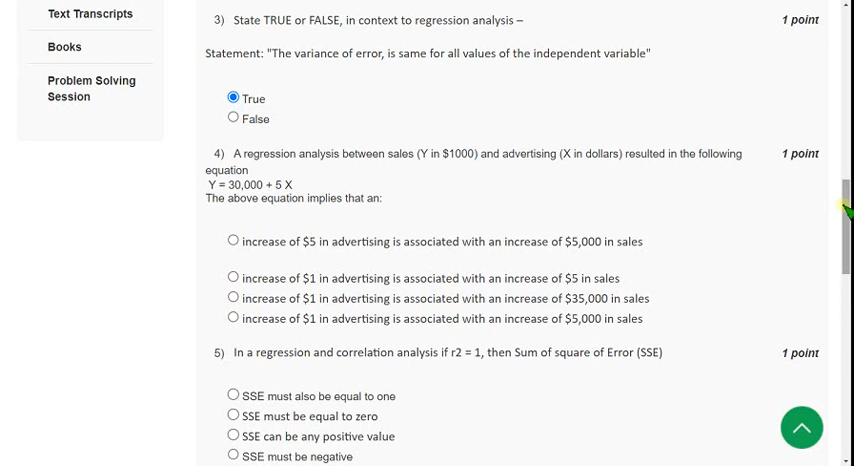 Text Transcripts
Books
Problem Solving
Session
3) State TRUE or FALSE, in context to regression analysis – 1 point
Statement: "The variance of error, is same for all values of the independent variable"
True
False
4) A regression analysis between sales (Y in $1000) and advertising (X in dollars) resulted in the following 1 point
equation
Y = 30,000 + 5 X
The above equation implies that an:
increase of $5 in advertising is associated with an increase of $5,000 in sales
increase of $1 in advertising is associated with an increase of $5 in sales
increase of $1 in advertising is associated with an increase of $35,000 in sales
increase of $1 in advertising is associated with an increase of $5,000 in sales
5) In a regression and correlation analysis if r2 = 1, then Sum of square of Error (SSE) 1 point
SSE must also be equal to one
SSE must be equal to zero
SSE can be any positive value
SSE must be negative